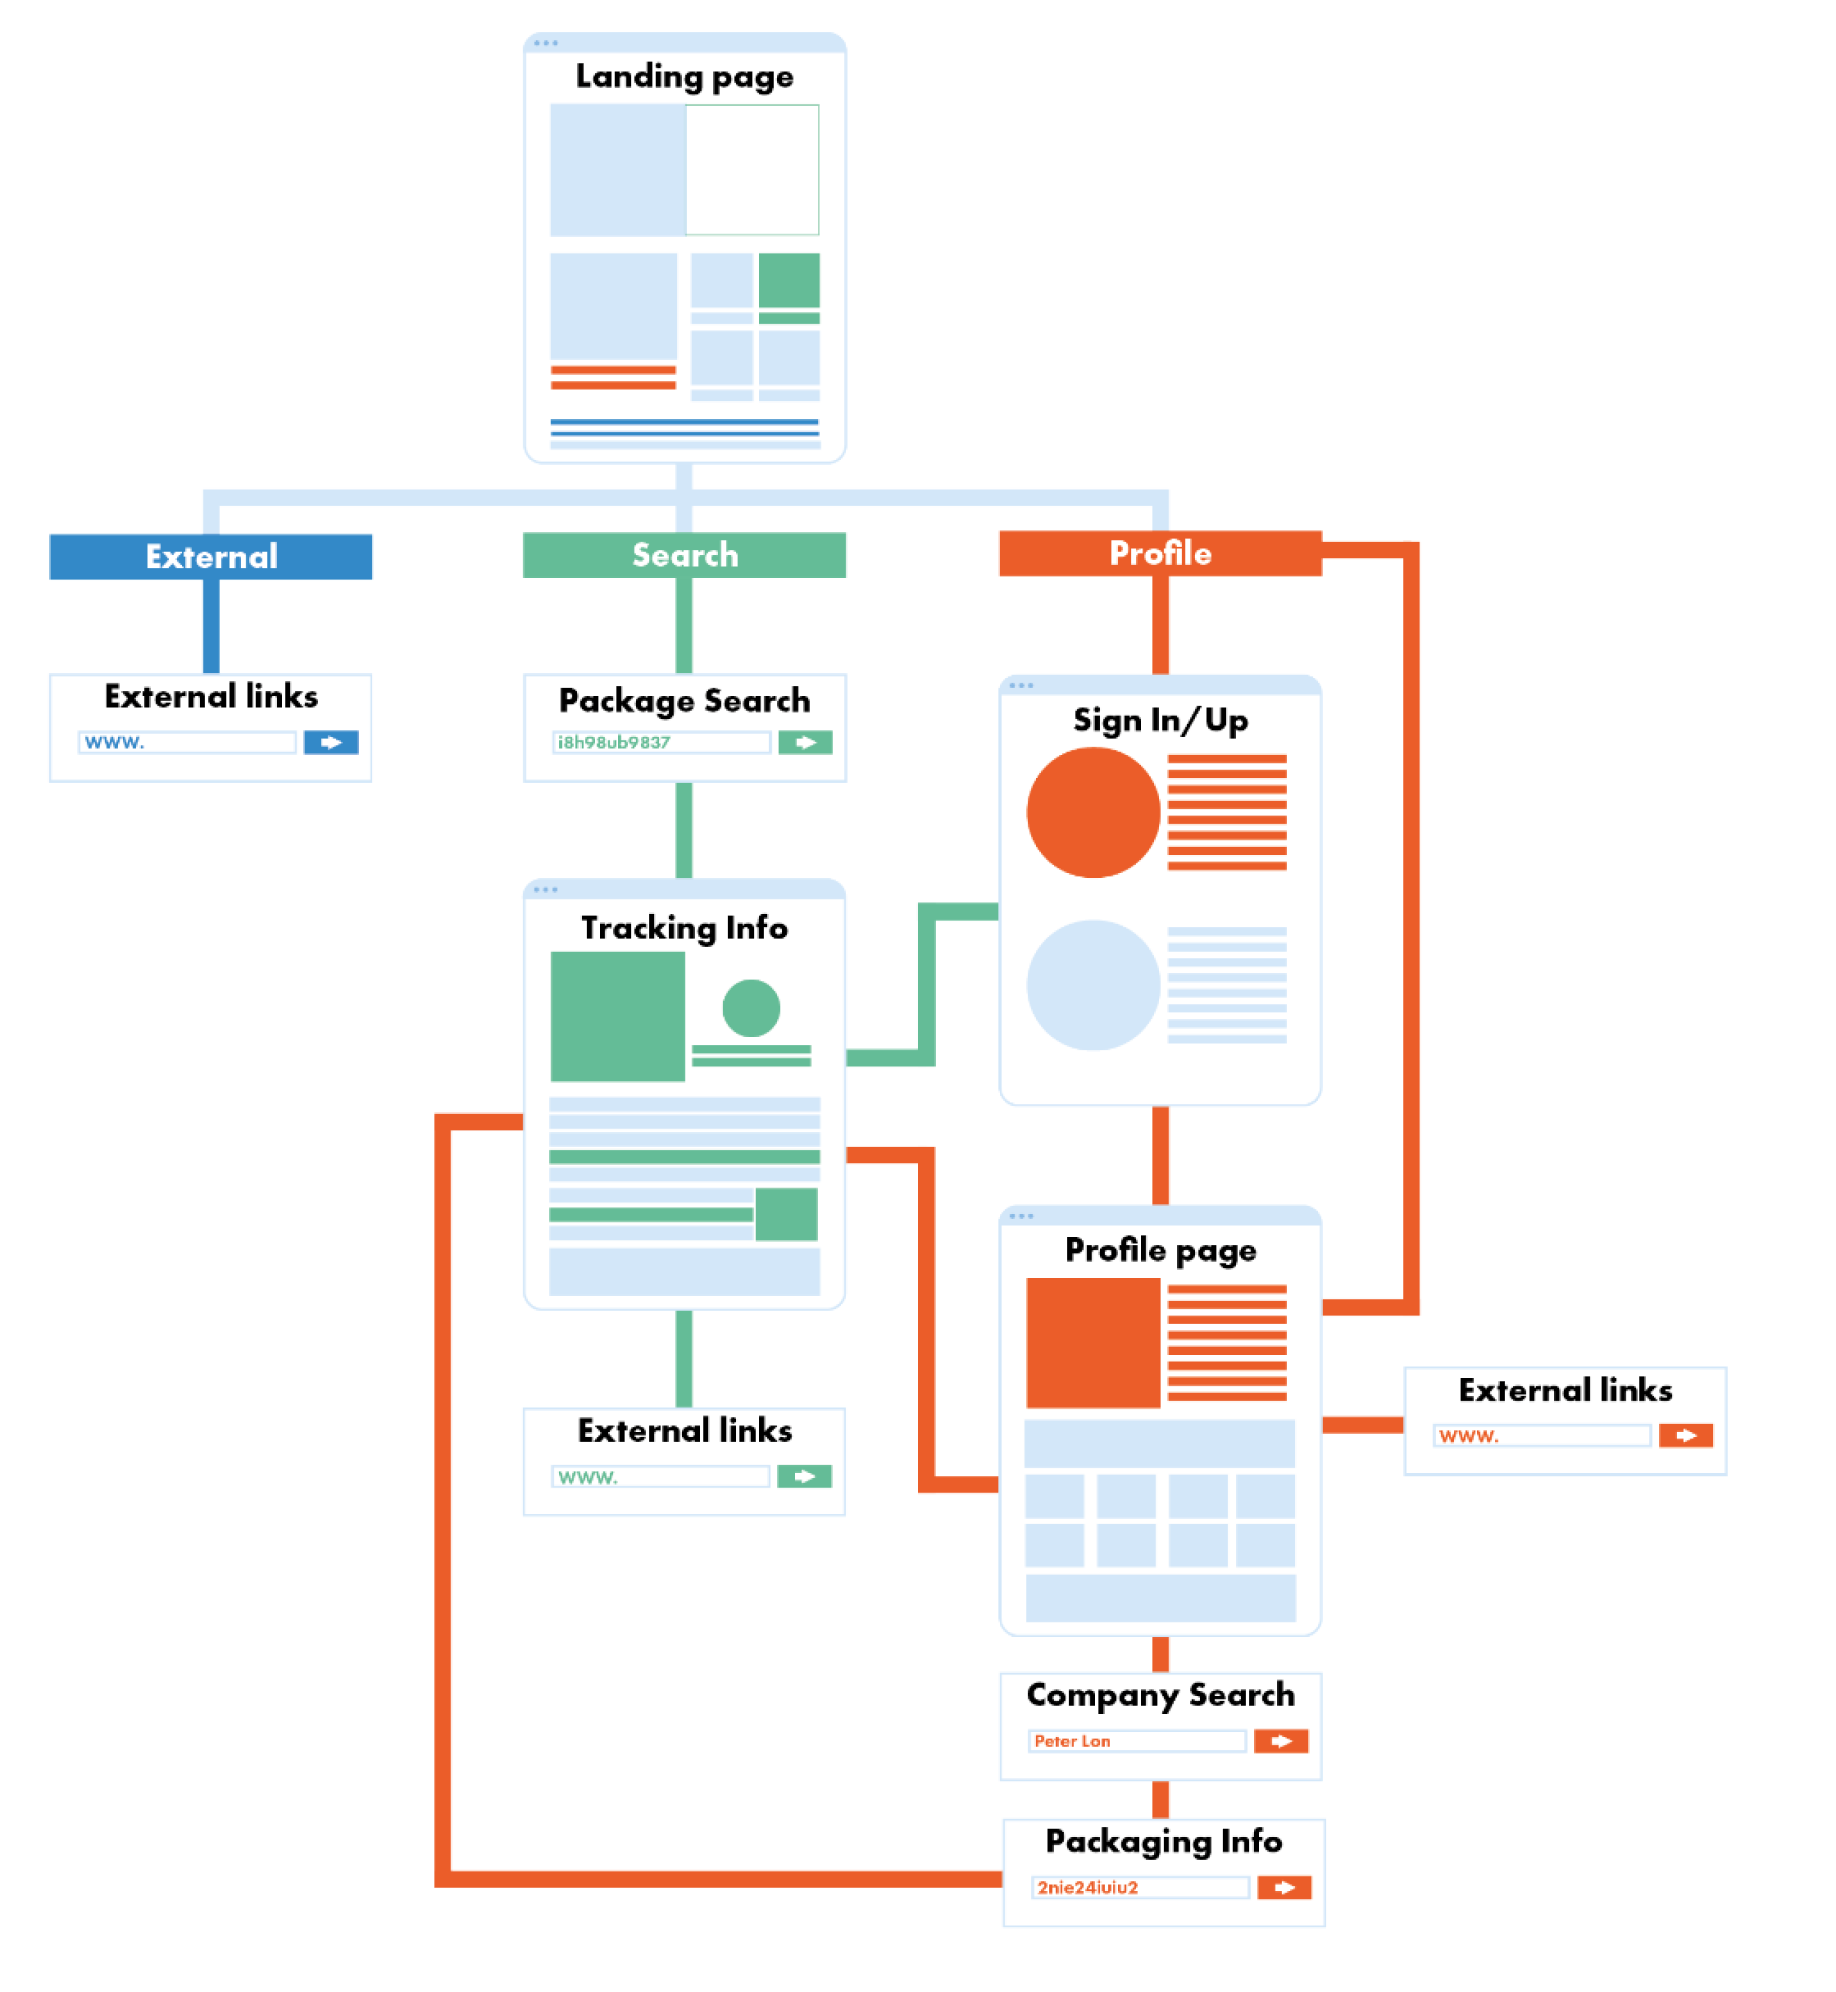 Landing page
External
Search
Profile
External links
www.
Package Search
i8h98ub9837
Sign In/Up
Tracking Info
Profile page
External links
www.
External links
www.
Company Search
Peter Lon
Packaging Info
2nie24iuiu2